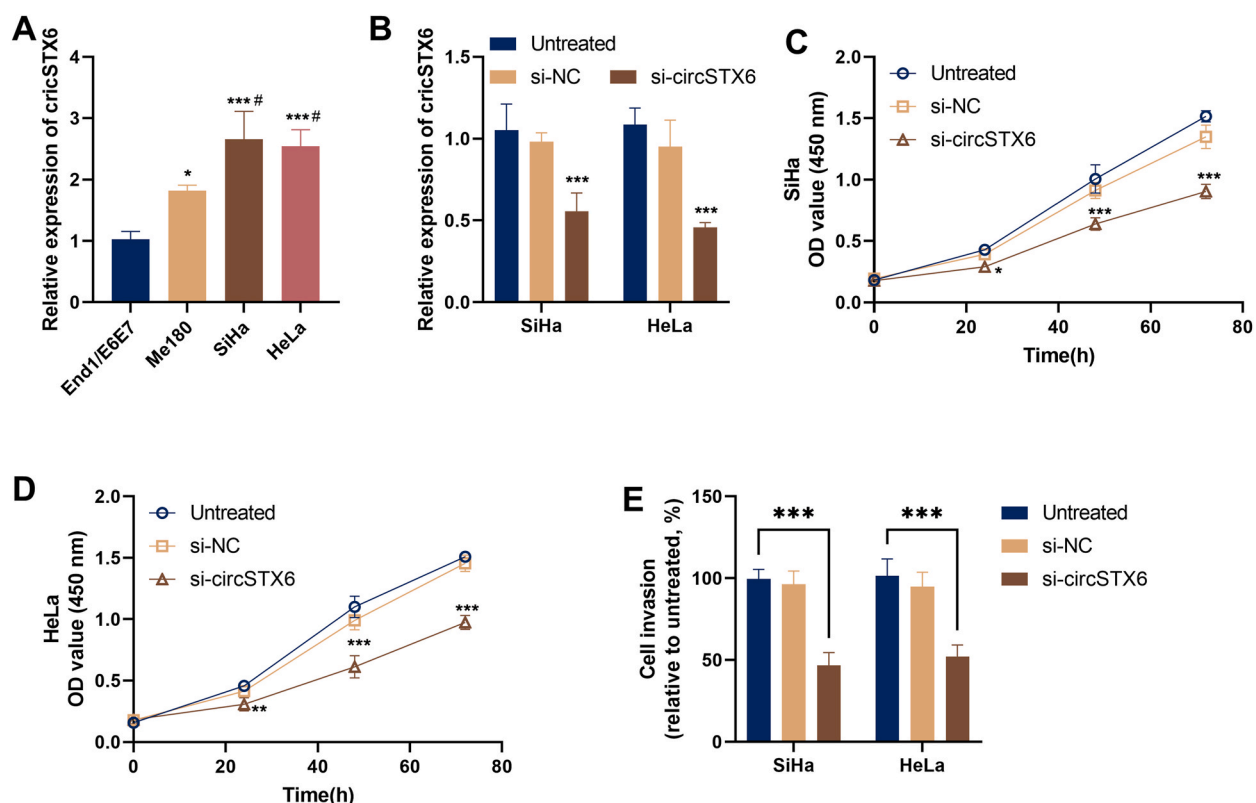 A
Relative expression of cricSTX6
4
3
2
1
0
*
***#
***#
End1/E6E7
Me180
SiHa
HeLa
B
Relative expression of cricSTX6
Untreated
si-NC
si-circSTX6
1.5
1.0
0.5
0.0
***
***
SiHa
HeLa
C
SiHa
OD value (450 nm)
Untreated
si-NC
si-circSTX6
2.0
1.5
1.0
0.5
0.0
*
***
***
0
20
40
60
80
Time(h)
D
HeLa
OD value (450 nm)
Untreated
si-NC
si-circSTX6
2.0
1.5
1.0
0.5
0.0
**
***
***
0
20
40
60
80
Time(h)
E
Cell invasion
(relative to untreated, %)
150
100
50
0
***
***
SiHa
HeLa
Untreated
si-NC
si-circSTX6